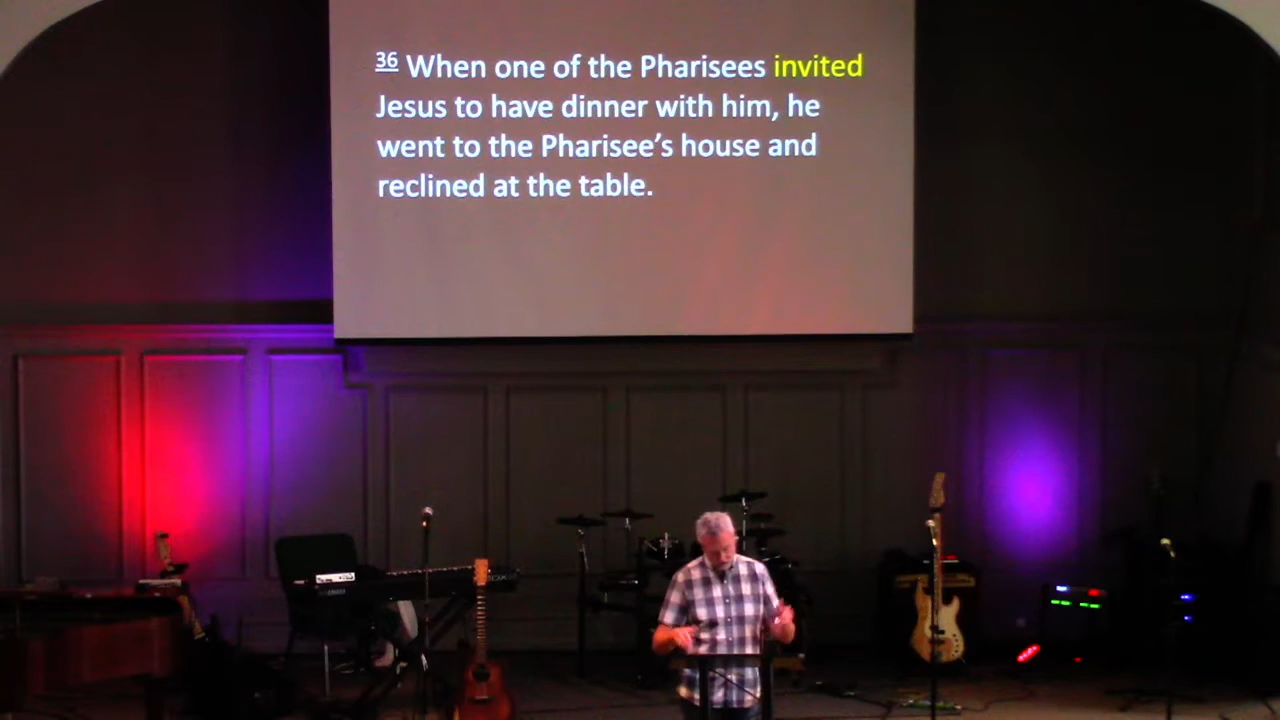 36 When one of the Pharisees invited
Jesus to have dinner with him, he
went to the Pharisee’s house and
reclined at the table.